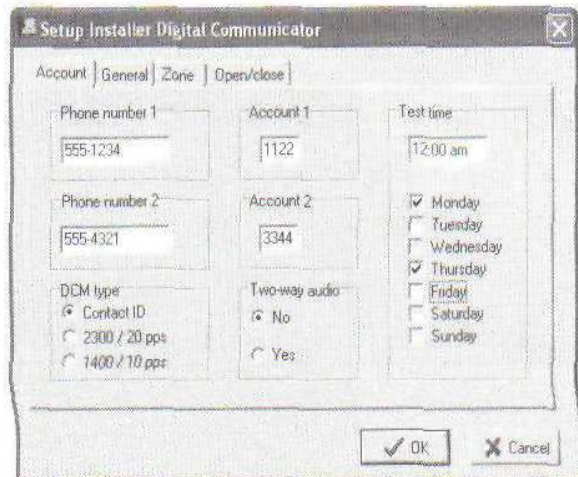 Setup Installer Digital Communicator
Account General Zone Open/close
Phone number 1
555-1234
Account 1
1122
Test time
12:00 am
Phone number 2
555-4321
Account 2
3344
Monday
Tuesday
Wednesday
Thursday
Friday
Saturday
Sunday
DCM type
Contact ID
2300 / 20 pps
1400 / 10 pps
Two-way audio
No
Yes
OK
Cancel